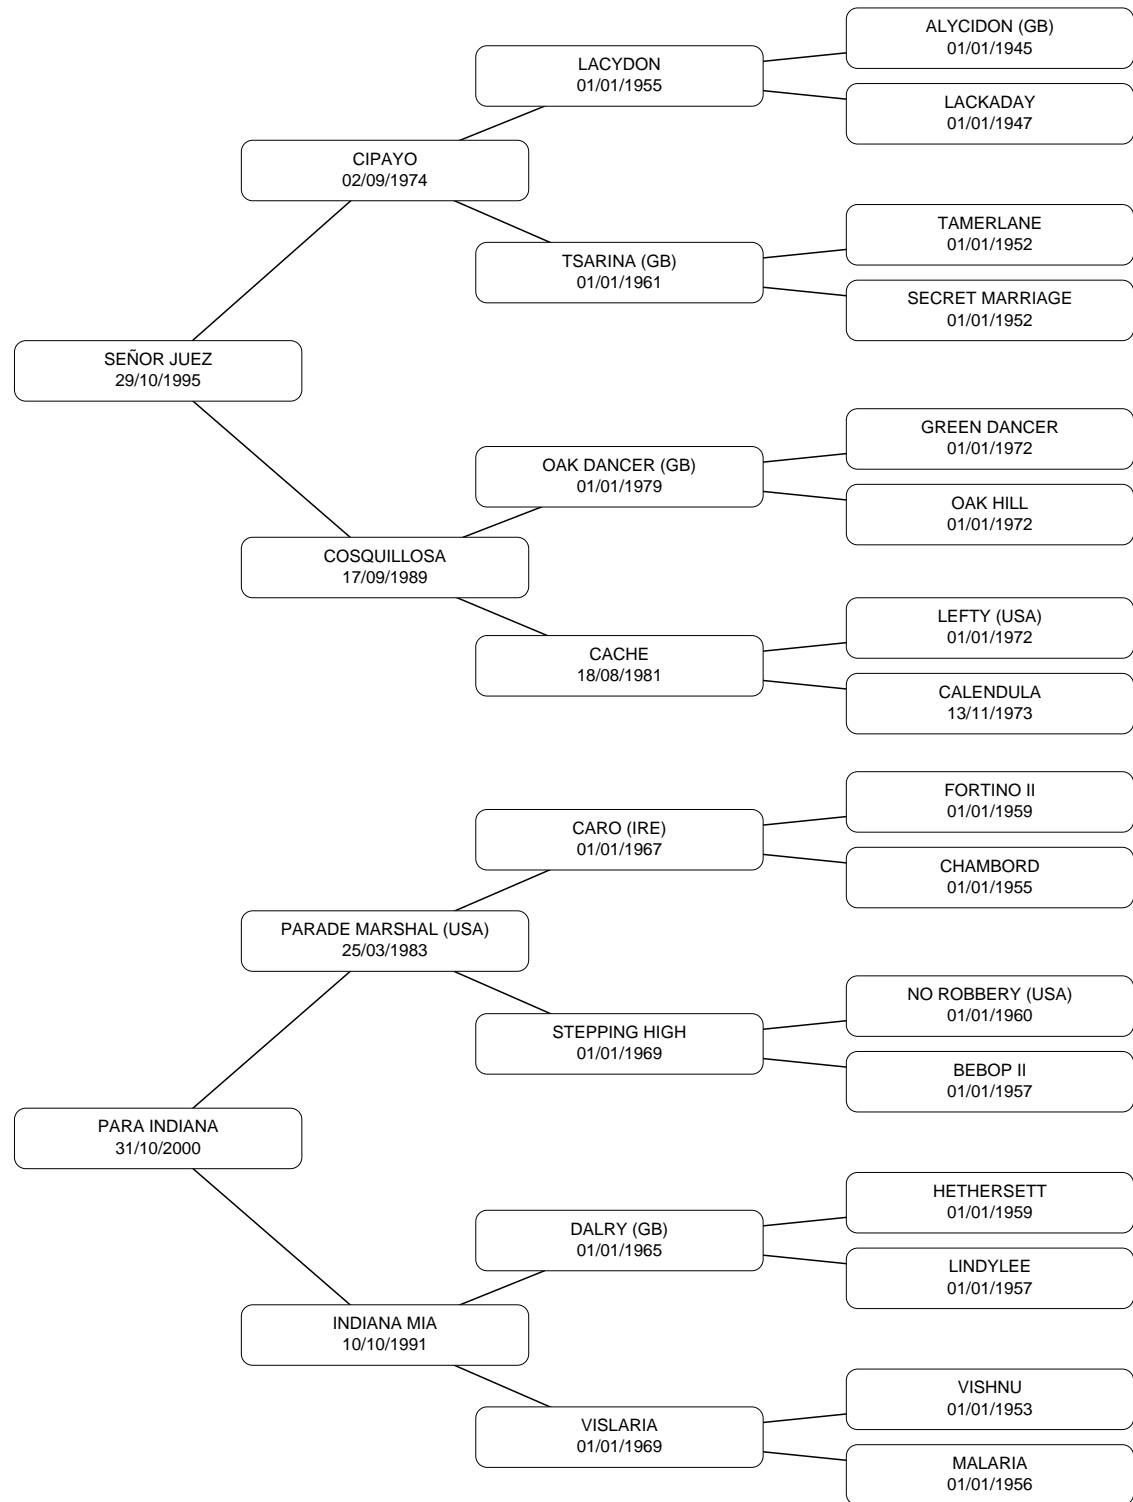 ALYCIDON (GB)
01/01/1945
LACYDON
01/01/1955
LACKADAY
01/01/1947
CIPAYO
02/09/1974
TAMERLANE
01/01/1952
TSARINA (GB)
01/01/1961
SECRET MARRIAGE
01/01/1952
SEÑOR JUEZ
29/10/1995
GREEN DANCER
01/01/1972
OAK DANCER (GB)
01/01/1979
OAK HILL
01/01/1972
COSQUILLOSA
17/09/1989
LEFTY (USA)
01/01/1972
CACHE
18/08/1981
CALENDULA
13/11/1973
FORTINO II
01/01/1959
CARO (IRE)
01/01/1967
CHAMBORD
01/01/1955
PARADE MARSHAL (USA)
25/03/1983
NO ROBBERY (USA)
01/01/1960
STEPPING HIGH
01/01/1969
BEBOP II
01/01/1957
PARA INDIANA
31/10/2000
HETHERSETT
01/01/1959
DALRY (GB)
01/01/1965
LINDYLEE
01/01/1957
INDIANA MIA
10/10/1991
VISHNU
01/01/1953
VISLARIA
01/01/1969
MALARIA
01/01/1956